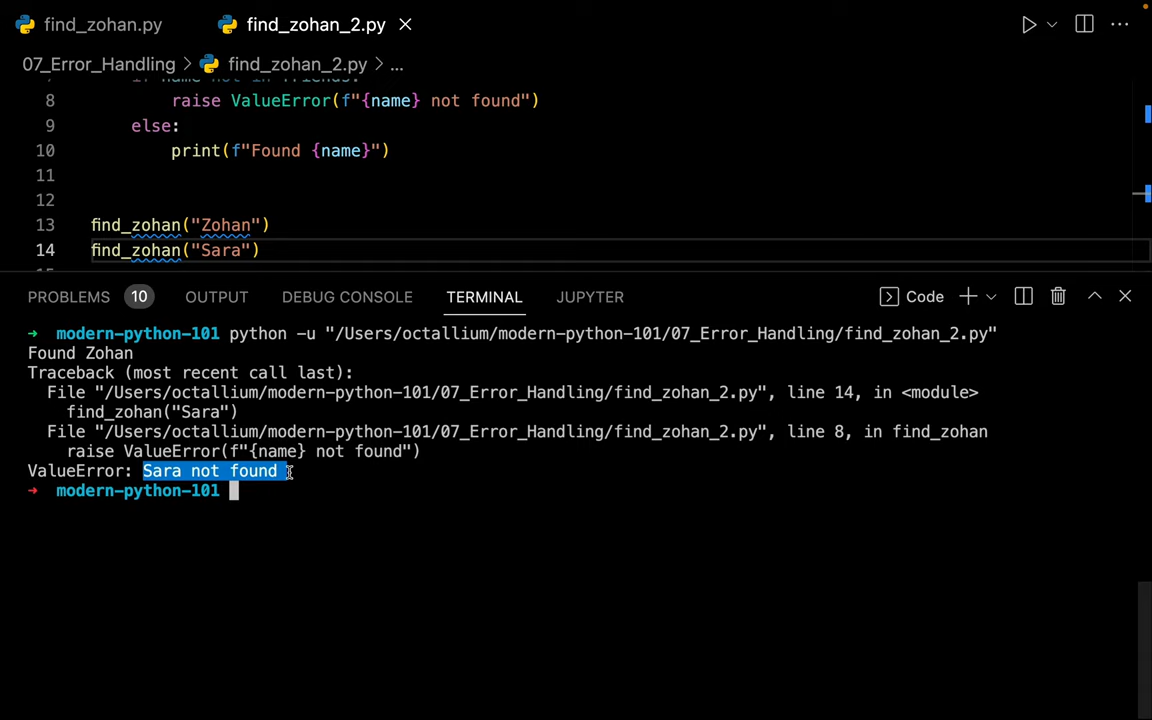 find_zohan.py find_zohan_2.py
07_Error_Handling > find_zohan_2.py > ...
8 raise ValueError(f"{name} not found")
9 else:
10 print(f"Found {name}")
11
12
13 find_zohan("Zohan")
14 find_zohan("Sara")
PROBLEMS 10 OUTPUT DEBUG CONSOLE TERMINAL JUPYTER Code
→ modern-python-101 python -u "/Users/octallium/modern-python-101/07_Error_Handling/find_zohan_2.py"
Found Zohan
Traceback (most recent call last):
File "/Users/octallium/modern-python-101/07_Error_Handling/find_zohan_2.py", line 14, in <module>
find_zohan("Sara")
File "/Users/octallium/modern-python-101/07_Error_Handling/find_zohan_2.py", line 8, in find_zohan
raise ValueError(f"{name} not found")
ValueError: Sara not found
→ modern-python-101